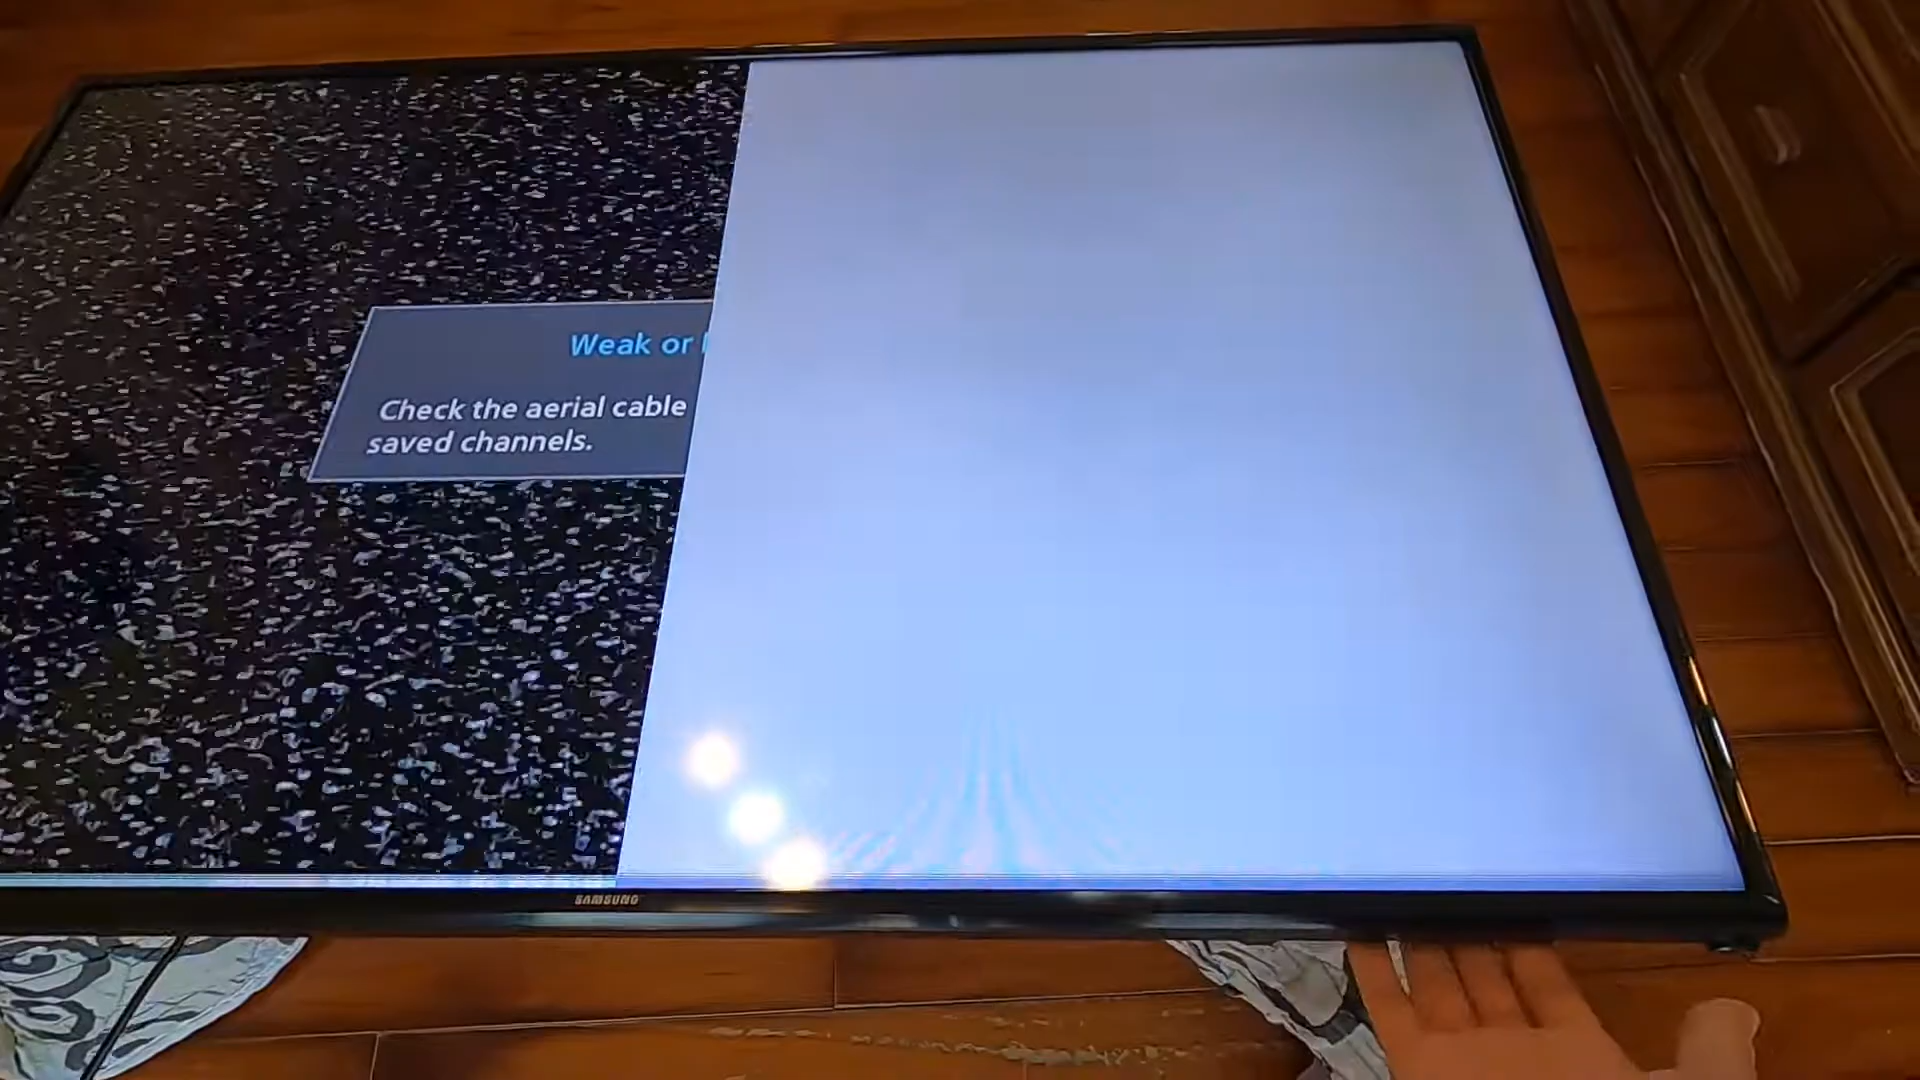 Weak or
Check the aerial cable
saved channels.
SAMSUNG